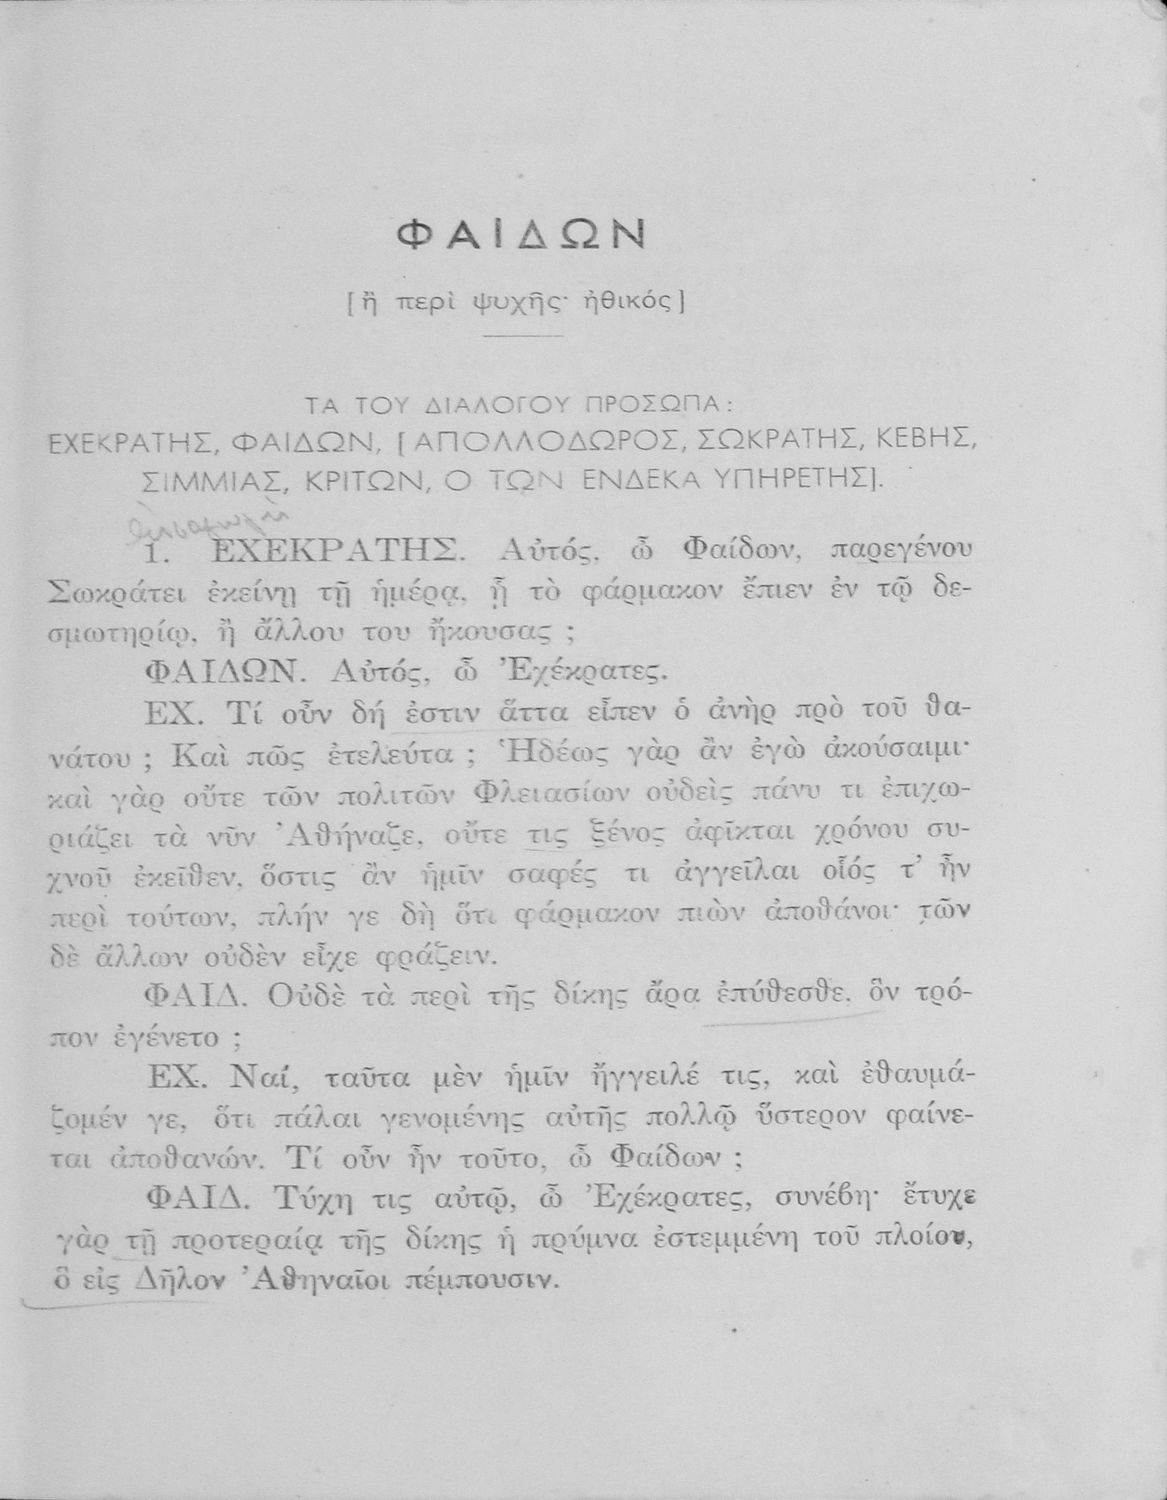 ΦΑΙΔΩΝ
[ἢ περὶ ψυχῆς· ἠθικός]
ΤΑ ΤΟΥ ΔΙΑΛΟΓΟΥ ΠΡΟΣΩΠΑ:
ΕΧΕΚΡΑΤΗΣ, ΦΑΙΔΩΝ, [ΑΠΟΛΛΟΔΩΡΟΣ, ΣΩΚΡΑΤΗΣ, ΚΕΒΗΣ,
ΣΙΜΜΙΑΣ, ΚΡΙΤΩΝ, Ο ΤΩΝ ΕΝΔΕΚΑ ΥΠΗΡΕΤΗΣ].
1. ΕΧΕΚΡΑΤΗΣ. Αὐτός, ὦ Φαίδων, παρεγένου
Σωκράτει ἐκείνῃ τῇ ἡμέρᾳ, ᾗ τὸ φάρμακον ἔπιεν ἐν τῷ δε-
σμωτηρίῳ, ἢ ἄλλου του ἤκουσας ;
ΦΑΙΔΩΝ. Αὐτός, ὦ Ἐχέκρατες.
ΕΧ. Τί οὖν δή ἐστιν ἅττα εἶπεν ὁ ἀνὴρ πρὸ τοῦ θα-
νάτου ; Καὶ πῶς ἐτελεύτα ; Ἡδέως γὰρ ἂν ἐγὼ ἀκούσαιμι·
καὶ γὰρ οὔτε τῶν πολιτῶν Φλειασίων οὐδεὶς πάνυ τι ἐπιχω-
ριάζει τὰ νῦν Ἀθήναζε, οὔτε τις ξένος ἀφῖκται χρόνου συ-
χνοῦ ἐκεῖθεν, ὅστις ἂν ἡμῖν σαφές τι ἀγγεῖλαι οἷός τ' ἦν
περὶ τούτων, πλήν γε δὴ ὅτι φάρμακον πιὼν ἀποθάνοι· τῶν
δὲ ἄλλων οὐδὲν εἶχε φράζειν.
ΦΑΙΔ. Οὐδὲ τὰ περὶ τῆς δίκης ἄρα ἐπύθεσθε, ὃν τρό-
πον ἐγένετο ;
ΕΧ. Ναί, ταῦτα μὲν ἡμῖν ἤγγειλέ τις, καὶ ἐθαυμά-
ζομέν γε, ὅτι πάλαι γενομένης αὐτῆς πολλῷ ὕστερον φαίνε-
ται ἀποθανών. Τί οὖν ἦν τοῦτο, ὦ Φαίδων ;
ΦΑΙΔ. Τύχη τις αὐτῷ, ὦ Ἐχέκρατες, συνέβη· ἔτυχε
γὰρ τῇ προτεραίᾳ τῆς δίκης ἡ πρύμνα ἐστεμμένη τοῦ πλοίου,
ὃ εἰς Δῆλον Ἀθηναῖοι πέμπουσιν.